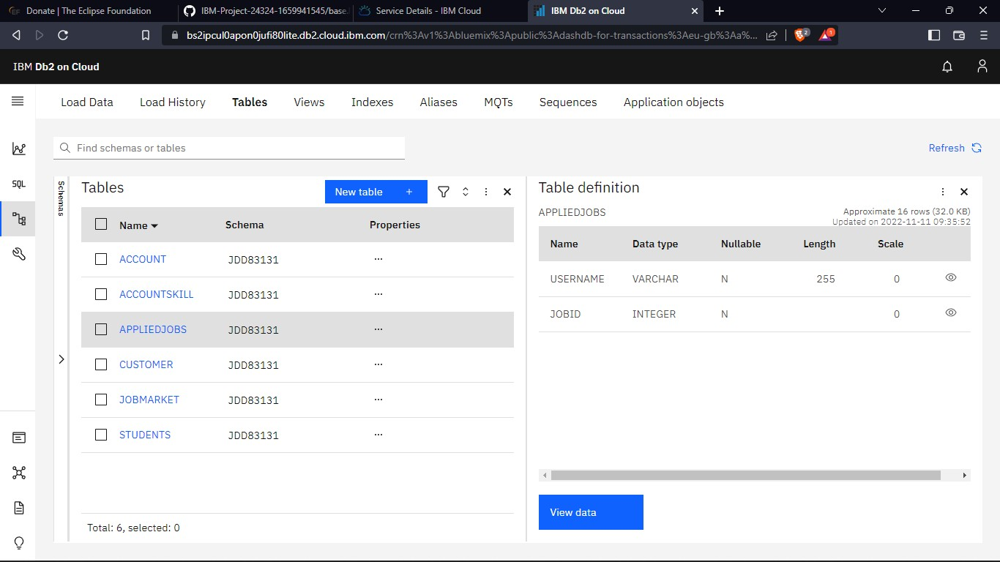 Donate | The Eclipse Foundation
IBM-Project-24324-1659941545/base.
Service Details - IBM Cloud
IBM Db2 on Cloud
bs2ipcul0apon0jufi80lite.db2.cloud.ibm.com/crn%3Av1%3Abluemix%3Apublic%3Adashdb-for-transactions%3Aeu-gb%3Aa%...
2
1
IBM Db2 on Cloud
Load Data
Load History
Tables
Views
Indexes
Aliases
MQTs
Sequences
Application objects
Find schemas or tables
Refresh
SQL
Schemas
Tables
New table +
Name
Schema
Properties
ACCOUNT JDD83131 ...
ACCOUNTSKILL JDD83131 ...
APPLIEDJOBS JDD83131 ...
CUSTOMER JDD83131 ...
JOBMARKET JDD83131 ...
STUDENTS JDD83131 ...
Total: 6, selected: 0
Table definition
APPLIEDJOBS
Approximate 16 rows (32.0 KB)
Updated on 2022-11-11 09:35:52
Name Data type Nullable Length Scale
USERNAME VARCHAR N 255 0
JOBID INTEGER N 0
View data